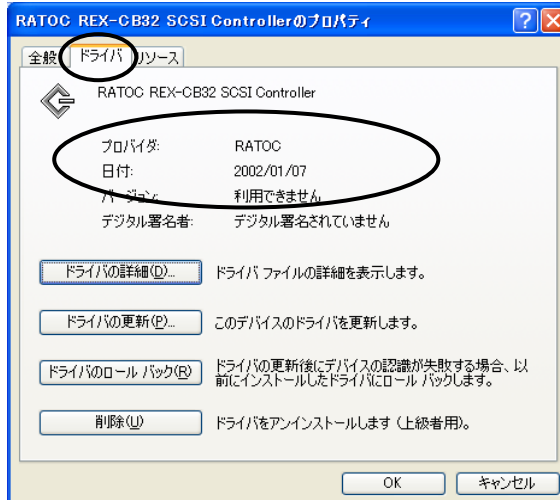 RATOC REX-CB32 SCSI Controllerのプロパティ
全般 ドライバ リソース
RATOC REX-CB32 SCSI Controller
プロバイダ: RATOC
日付: 2002/01/07
バージョン: 利用できません
デジタル署名者: デジタル署名されていません
ドライバの詳細(D)... ドライバ ファイルの詳細を表示します。
ドライバの更新(P)... このデバイスのドライバを更新します。
ドライバのロール バック(R) ドライバの更新後にデバイスの認識が失敗する場合、以
前にインストールしたドライバにロール バックします。
削除(U) ドライバをアンインストールします (上級者用)。
OK キャンセル